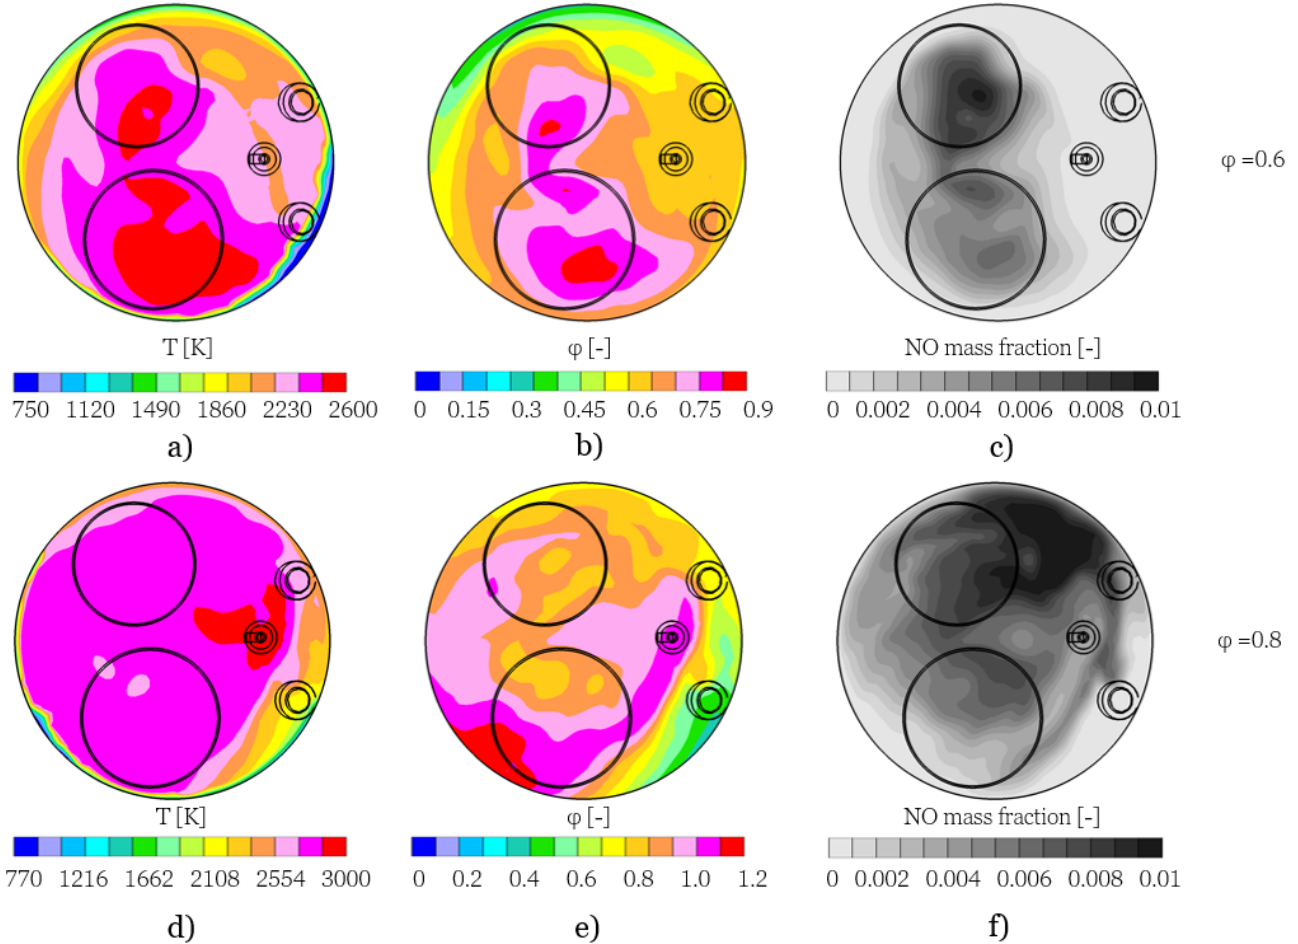 φ =0.6
T [K]
φ [-]
NO mass fraction [-]
750 1120 1490 1860 2230 2600
0 0.15 0.3 0.45 0.6 0.75 0.9
0 0.002 0.004 0.006 0.008 0.01
a)
b)
c)
φ =0.8
T [K]
φ [-]
NO mass fraction [-]
770 1216 1662 2108 2554 3000
0 0.2 0.4 0.6 0.8 1.0 1.2
0 0.002 0.004 0.006 0.008 0.01
d)
e)
f)